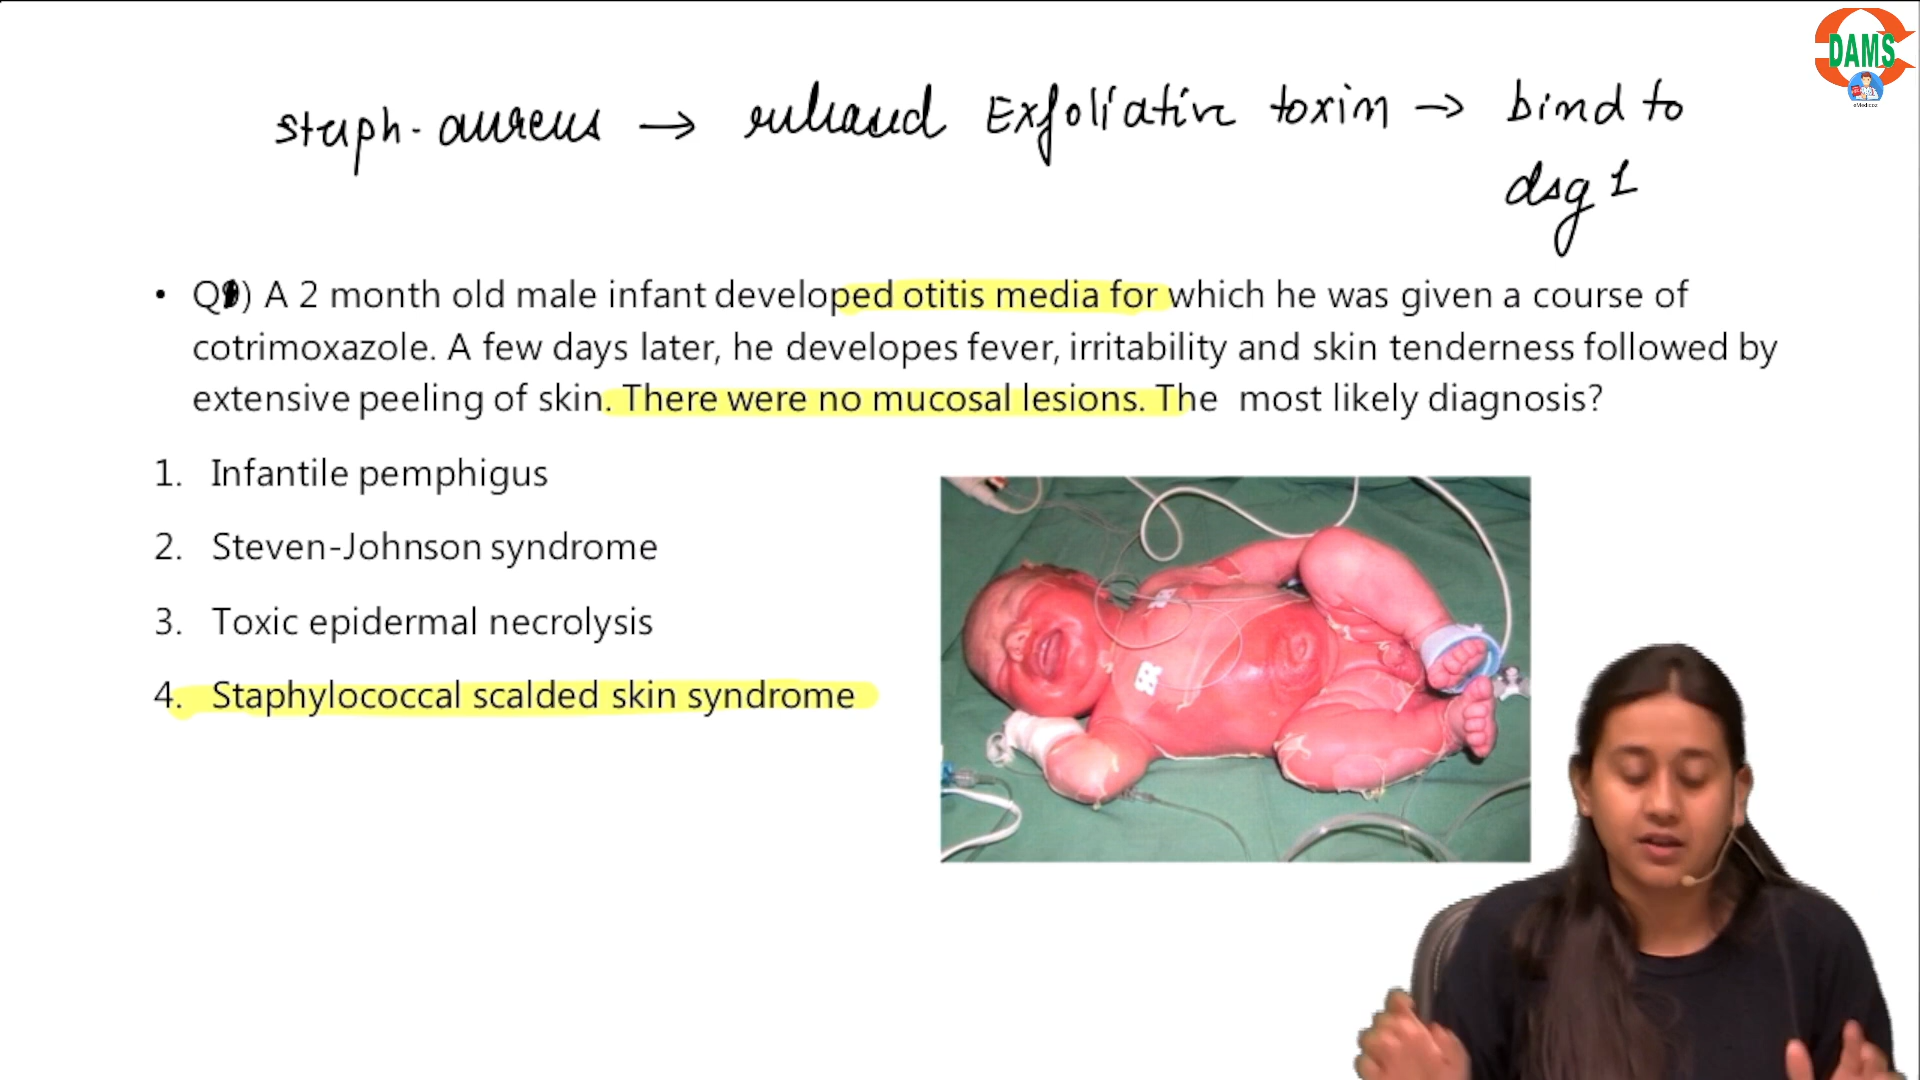 DAMS
eMedicoz
staph. aureus → released Exfoliative toxin → bind to
dsg 1
• Q) A 2 month old male infant developed otitis media for which he was given a course of
cotrimoxazole. A few days later, he developes fever, irritability and skin tenderness followed by
extensive peeling of skin. There were no mucosal lesions. The most likely diagnosis?
1. Infantile pemphigus
2. Steven-Johnson syndrome
3. Toxic epidermal necrolysis
4. Staphylococcal scalded skin syndrome